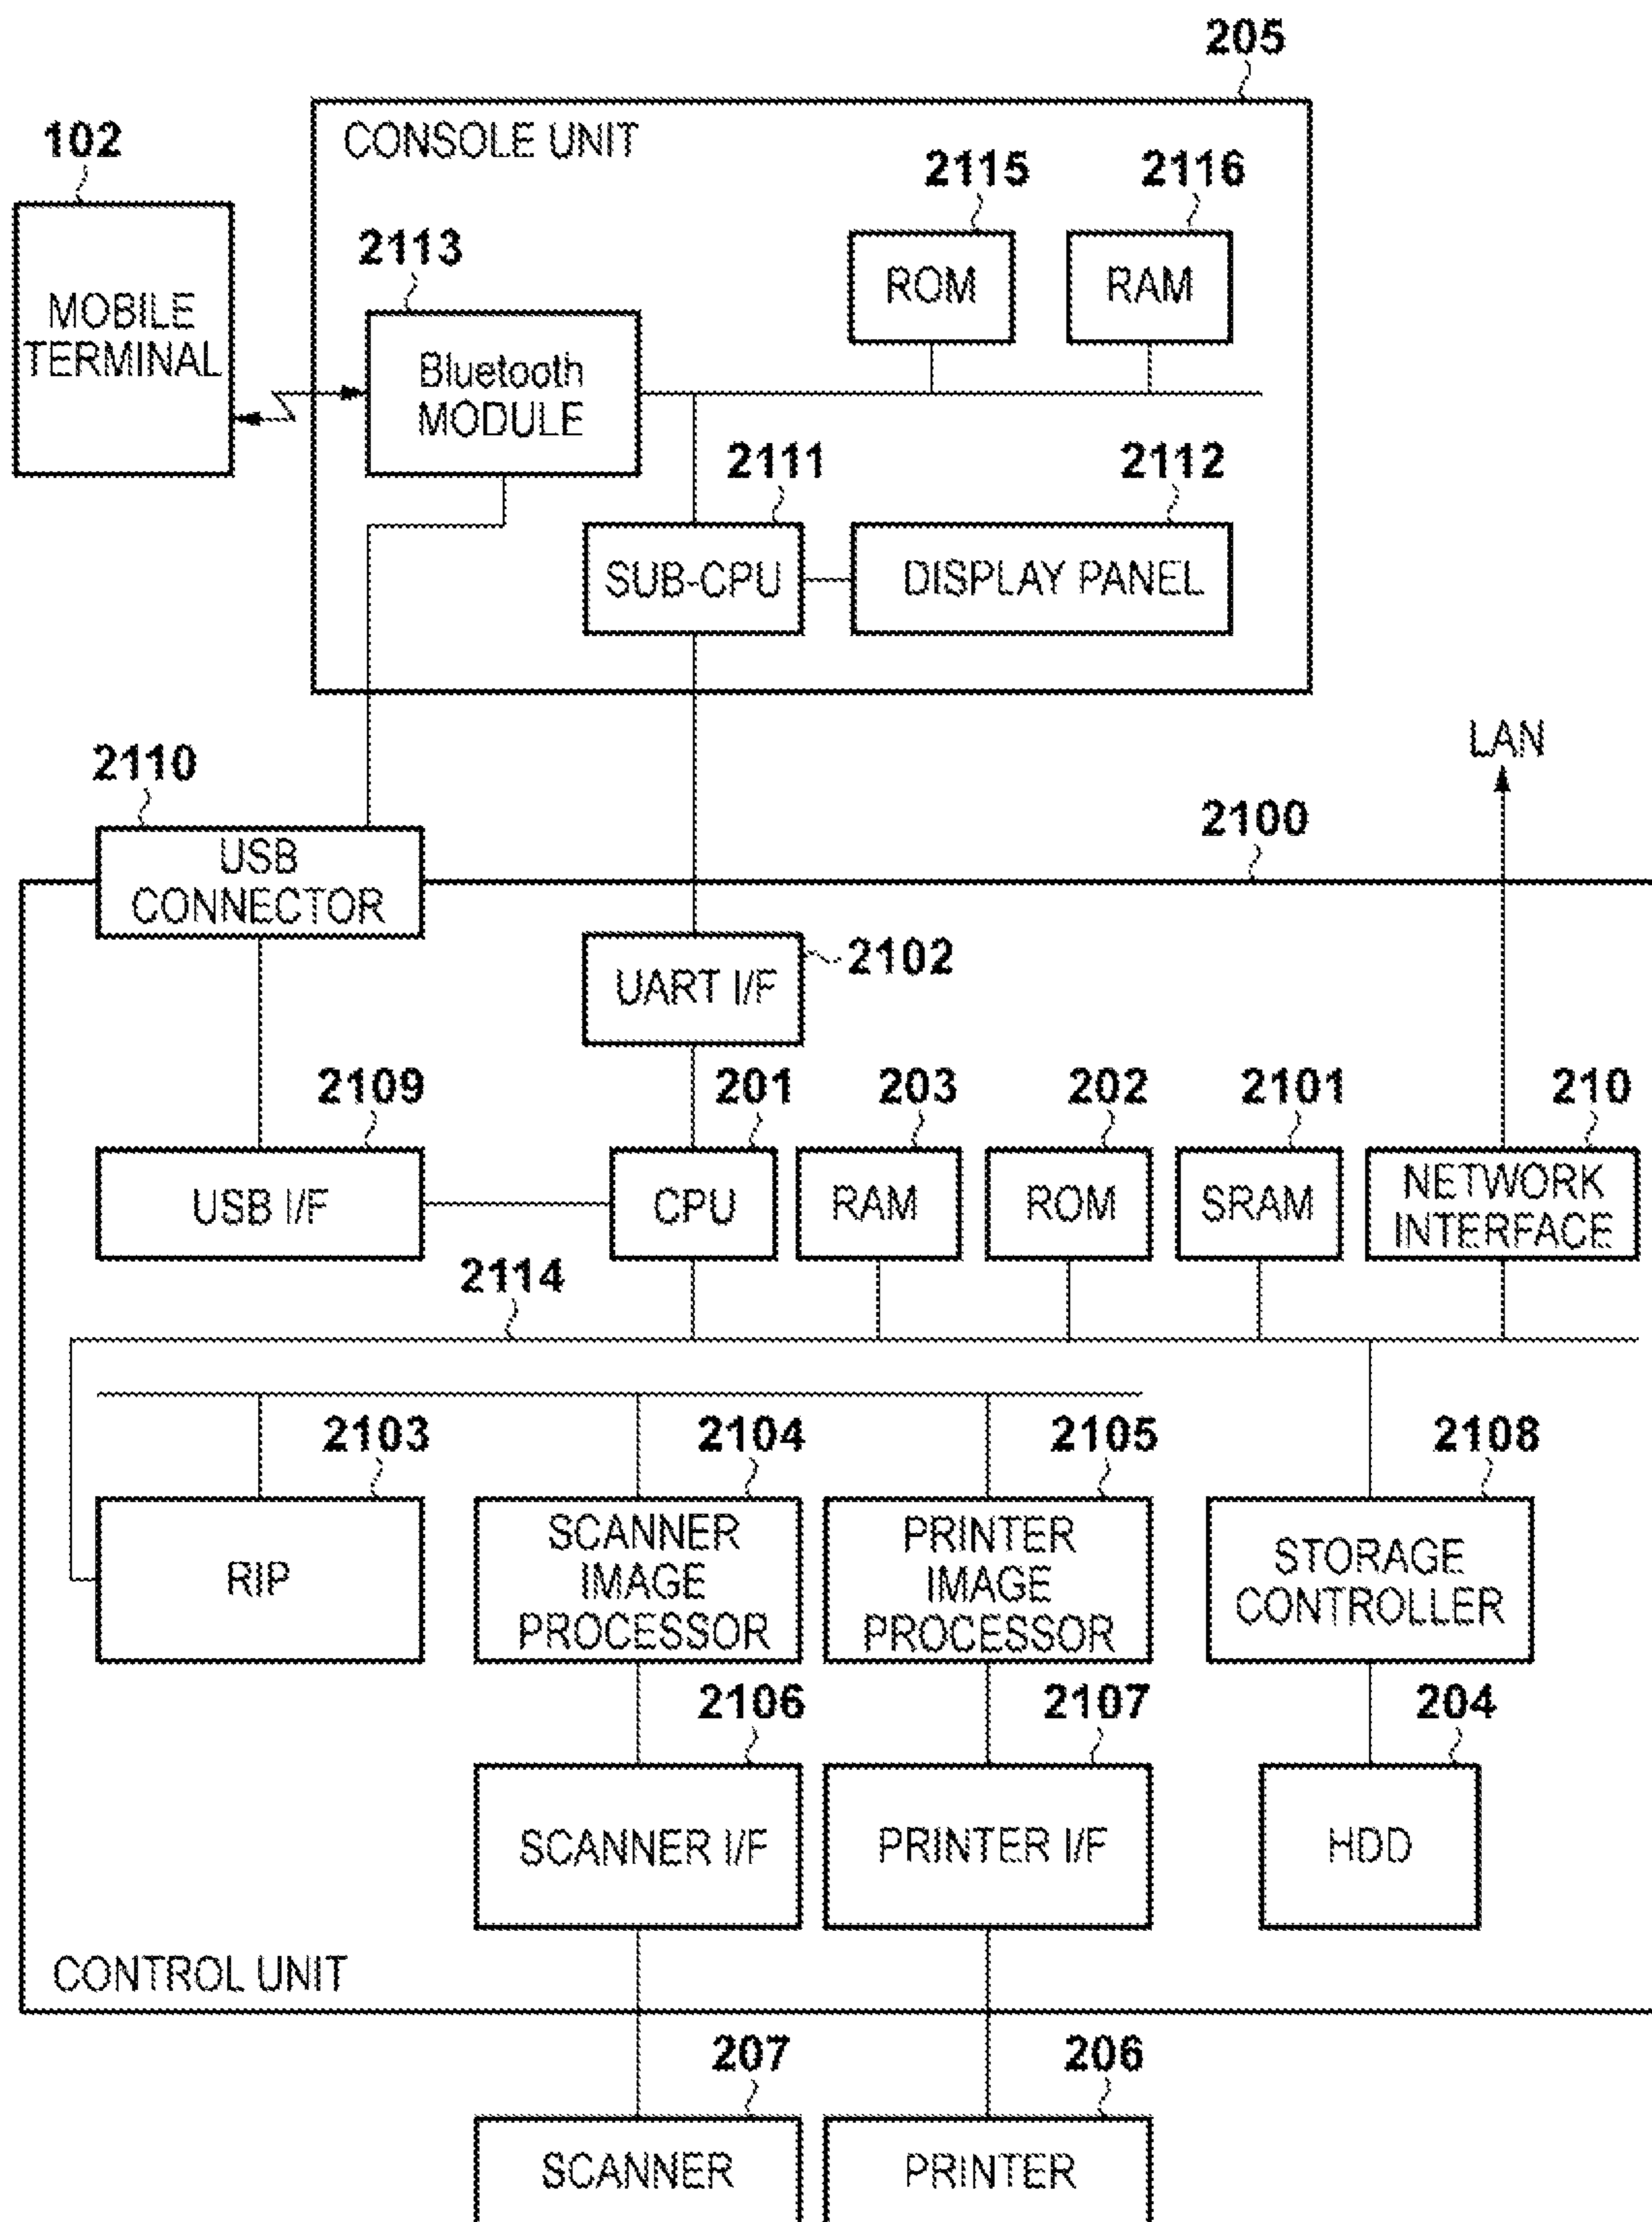 205
CONSOLE UNIT
102
2115
2116
MOBILE
TERMINAL
2113
ROM
RAM
Bluetooth
MODULE
2111
2112
SUB-CPU
DISPLAY PANEL
LAN
2110
2100
USB
CONNECTOR
2102
UART I/F
2109
201
203
202
2101
210
USB I/F
CPU
RAM
ROM
SRAM
NETWORK
INTERFACE
2114
2103
2104
2105
2108
RIP
SCANNER
IMAGE
PROCESSOR
PRINTER
IMAGE
PROCESSOR
STORAGE
CONTROLLER
2106
2107
204
SCANNER I/F
PRINTER I/F
HDD
CONTROL UNIT
207
206
SCANNER
PRINTER